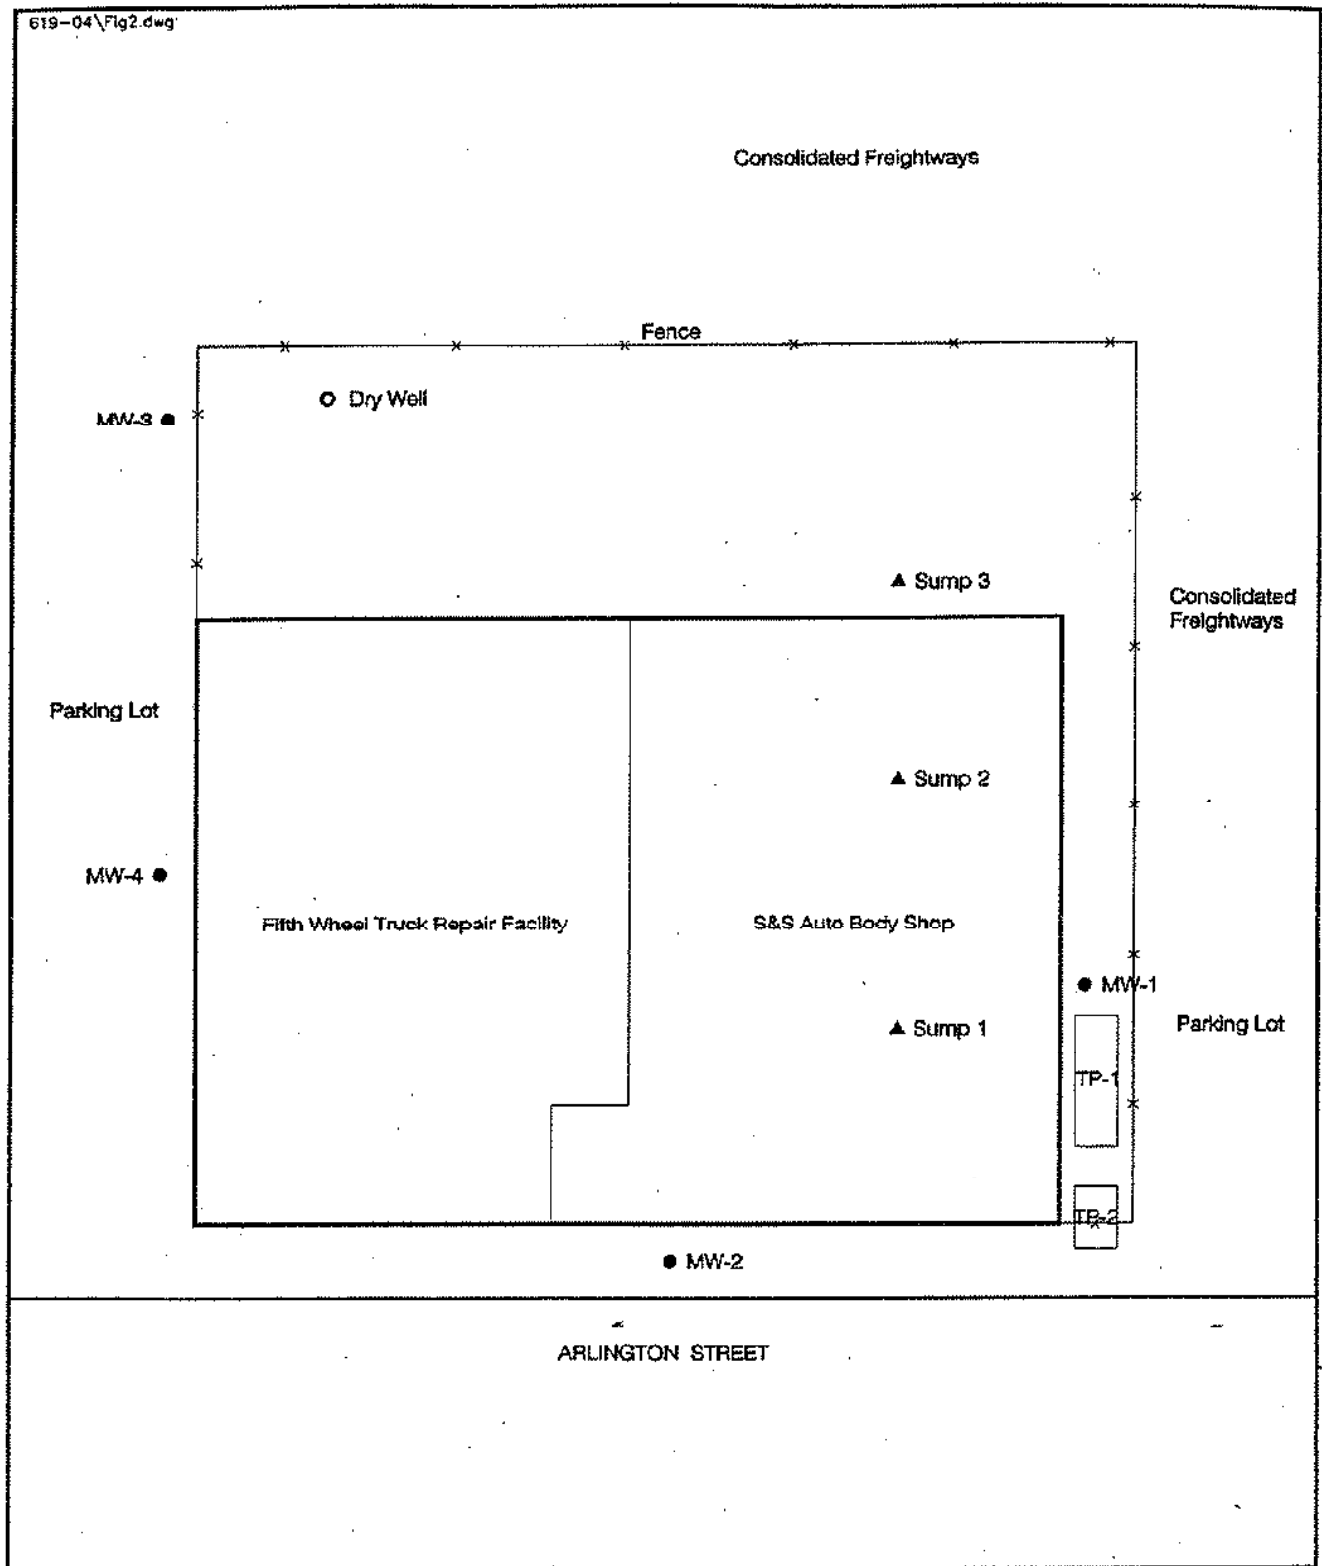 619-04\Fig2.dwg
Consolidated Freightways
Fence
Dry Well
MW-3
Sump 3
Consolidated
Freightways
Parking Lot
Sump 2
MW-4
Fifth Wheel Truck Repair Facility
S&S Auto Body Shop
MW-1
Sump 1
Parking Lot
TP-1
TP-2
MW-2
ARLINGTON STREET